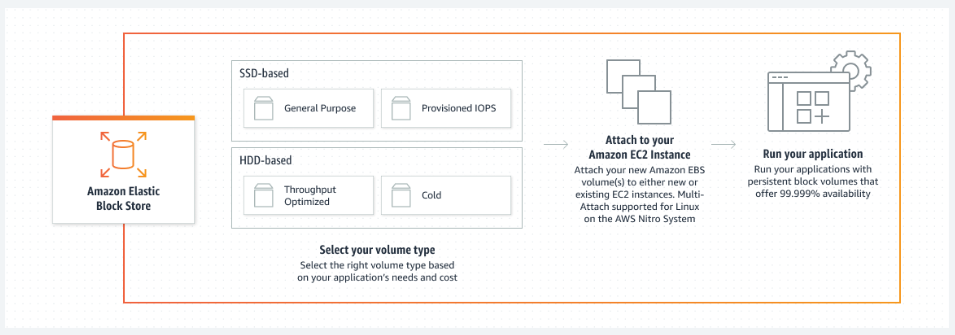 Amazon Elastic
Block Store
SSD-based
General Purpose
Provisioned IOPS
HDD-based
Throughput
Optimized
Cold
Select your volume type
Select the right volume type based
on your application's needs and cost
Attach to your
Amazon EC2 Instance
Attach your new Amazon EBS
volume(s) to either new or
existing EC2 instances. Multi-
Attach supported for Linux
on the AWS Nitro System
Run your application
Run your applications with
persistent block volumes that
offer 99.999% availability